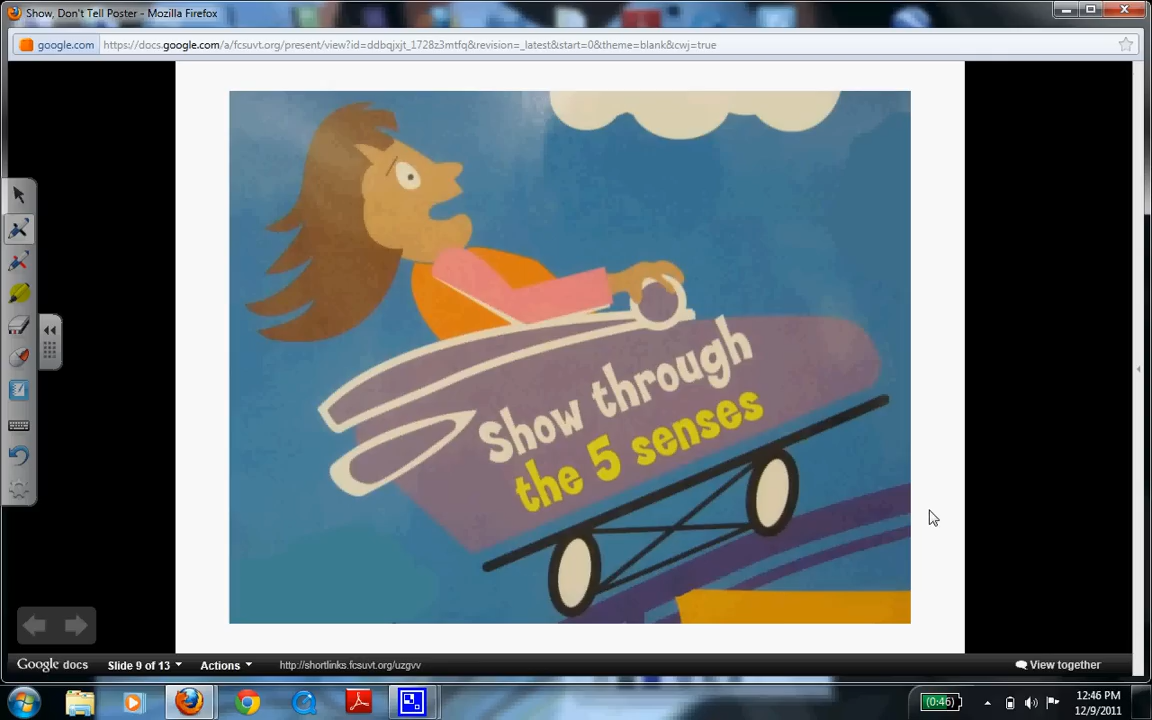 Show, Don't Tell Poster - Mozilla Firefox
google.com https://docs.google.com/a/fcsuvt.org/present/view?id=ddbqjxjt_1728z3mtfq&revision=_latest&start=0&theme=blank&cwj=true
Show through
the 5 senses
Google docs Slide 9 of 13 Actions http://shortlinks.fcsuvt.org/uzgvv View together
(0:46) 12:46 PM
12/9/2011